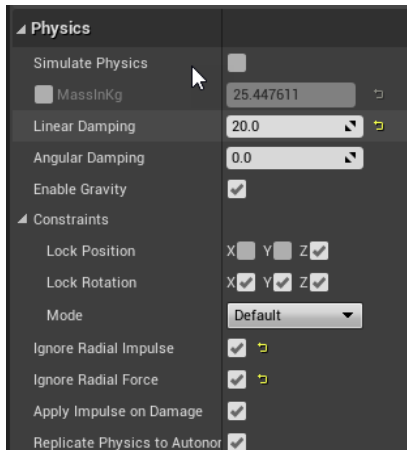 Physics
Simulate Physics
MassInKg 25.447611
Linear Damping 20.0
Angular Damping 0.0
Enable Gravity
Constraints
Lock Position X Y Z
Lock Rotation X Y Z
Mode Default
Ignore Radial Impulse
Ignore Radial Force
Apply Impulse on Damage
Replicate Physics to Autonor